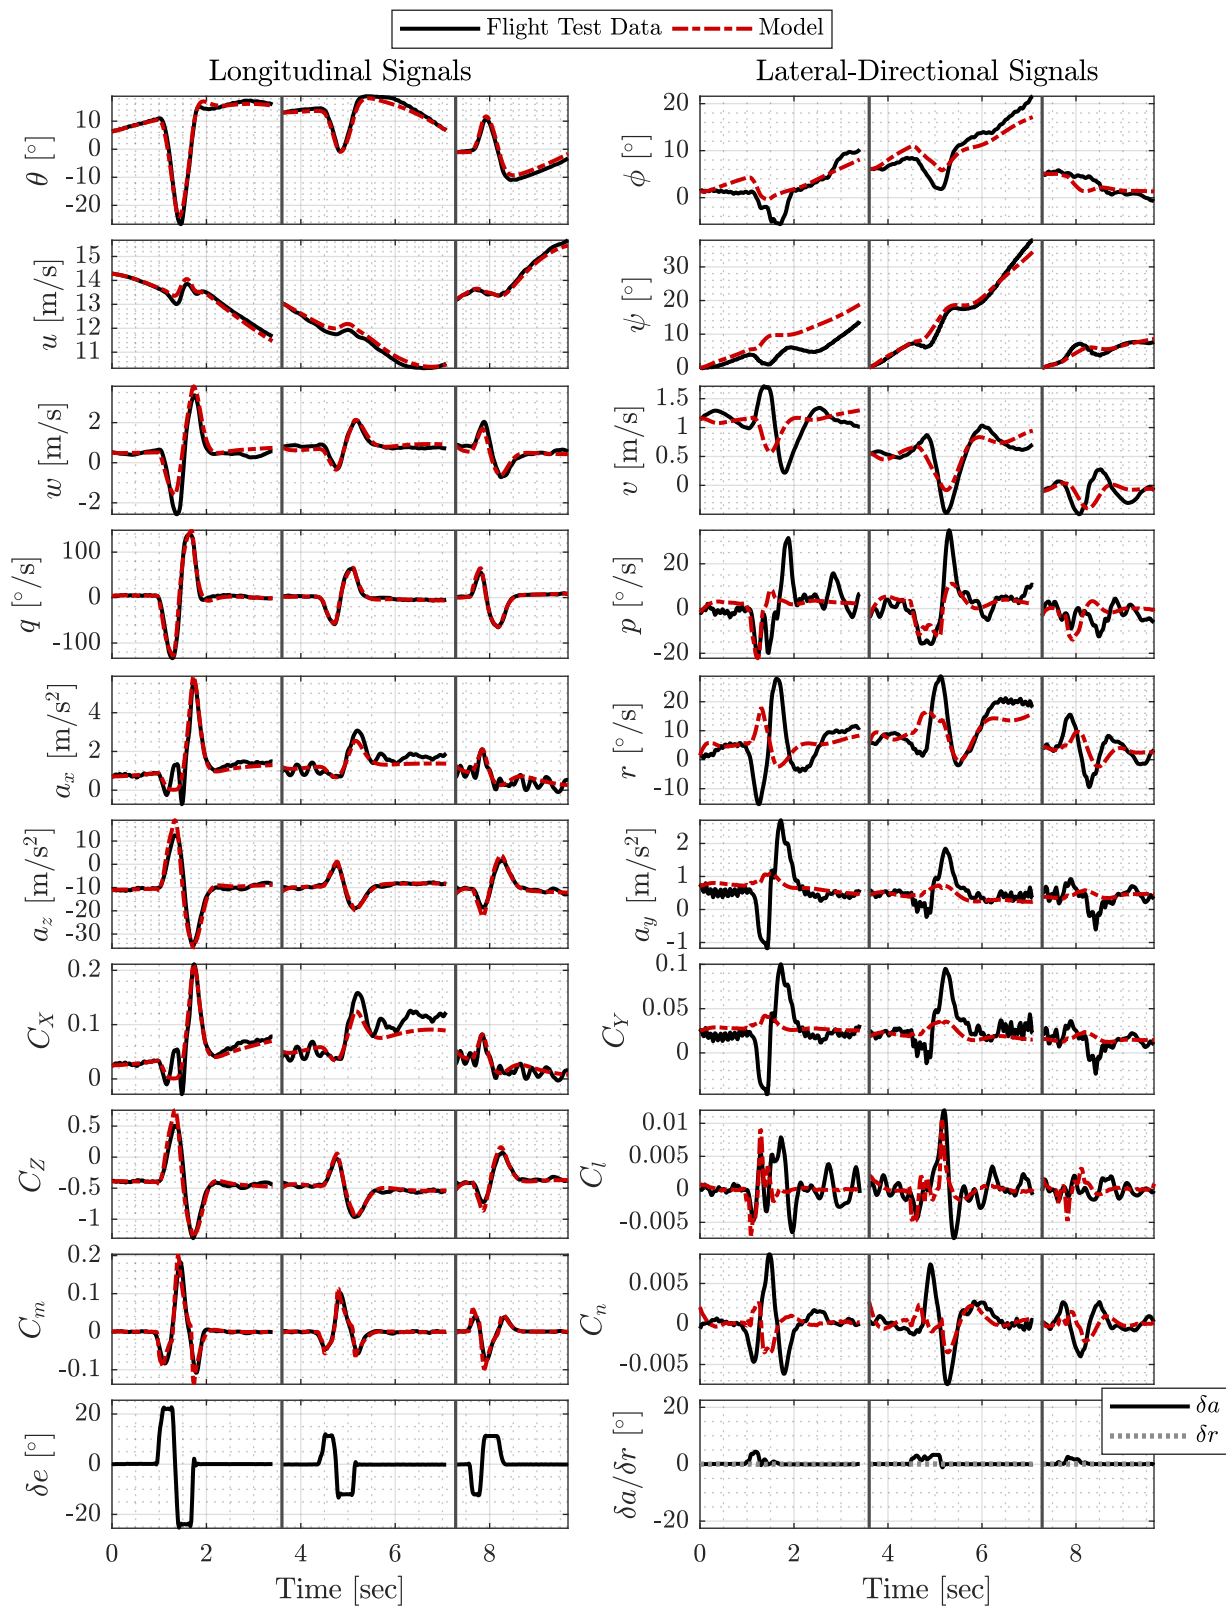 Flight Test Data Model
Longitudinal Signals
Lateral-Directional Signals
θ [°]
10
0
-10
-20
ϕ [°]
20
10
0
u [m/s]
15
14
13
12
11
ψ [°]
30
20
10
0
w [m/s]
2
0
-2
v [m/s]
1.5
1
0.5
0
q [°/s]
100
0
-100
p [°/s]
20
0
-20
a_x [m/s²]
4
2
0
r [°/s]
20
10
0
-10
a_z [m/s²]
10
0
-10
-20
-30
a_y [m/s²]
2
1
0
-1
C_X
0.2
0.1
0
C_Y
0.1
0.05
0
C_Z
0.5
0
-0.5
-1
C_l
0.01
0.005
0
-0.005
C_m
0.2
0.1
0
-0.1
C_n
0.005
0
-0.005
δe [°]
20
0
-20
δa/δr [°]
20
0
-20
δa
δr
0 2 4 6 8
Time [sec]
0 2 4 6 8
Time [sec]